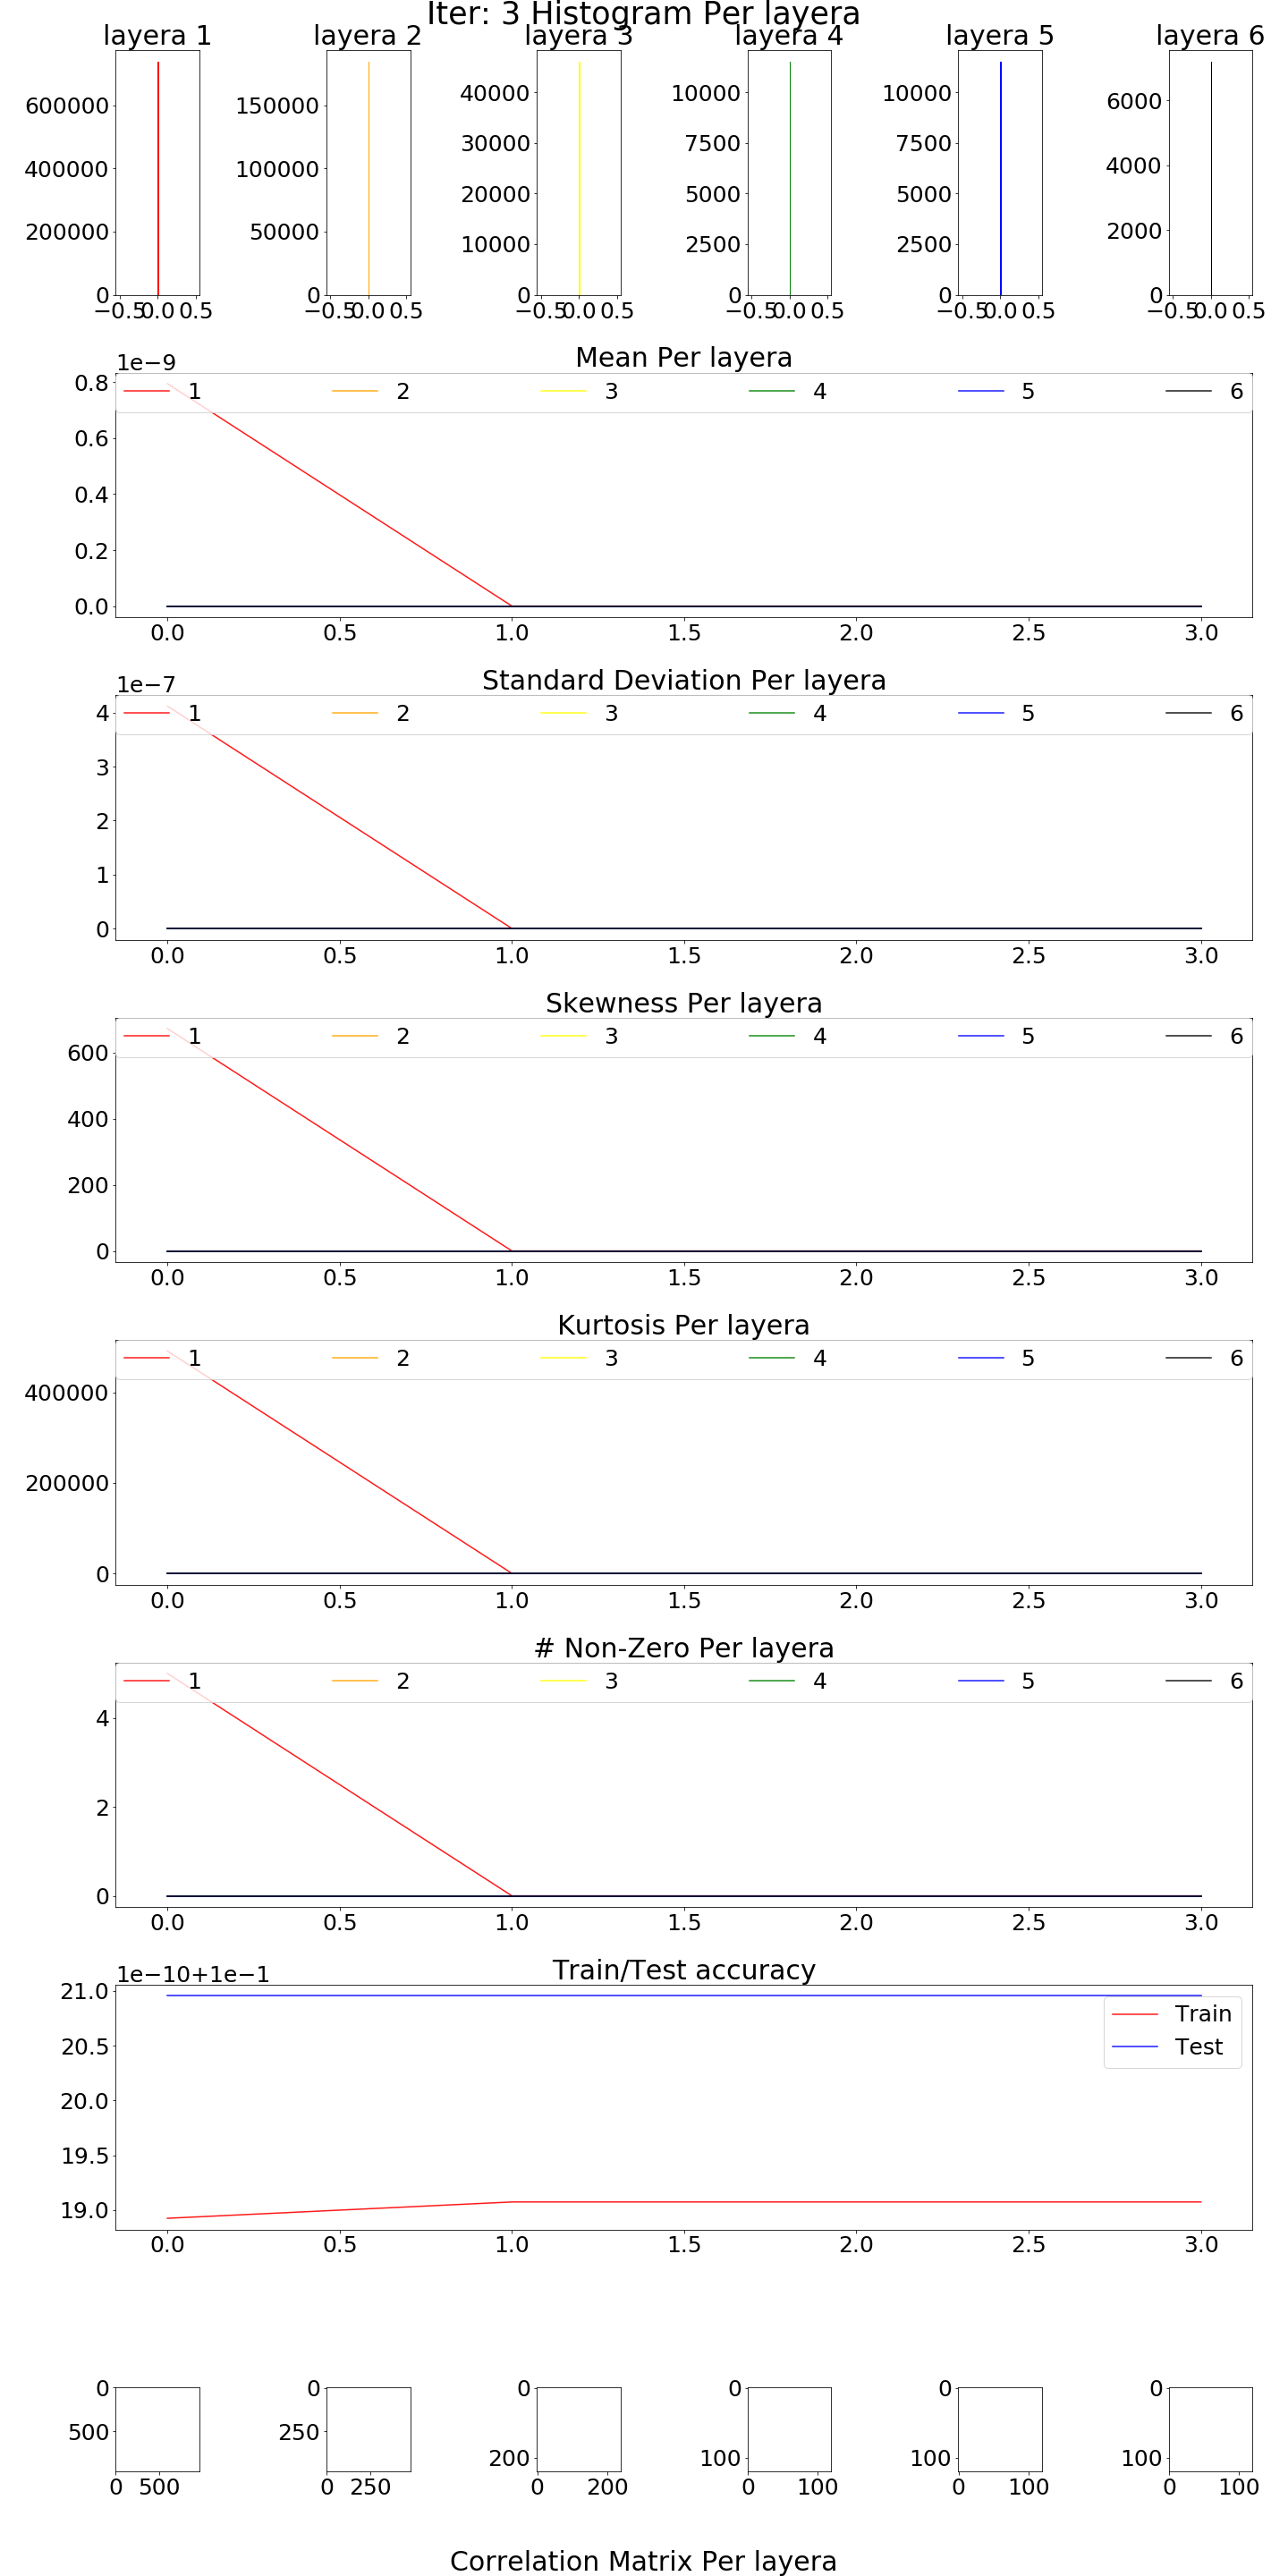 Iter: 3 Histogram Per layera
layera 1 layera 2 layera 3 layera 4 layera 5 layera 6
600000 400000 200000 0
−0.5 0.0 0.5
150000 100000 50000 0
−0.5 0.0 0.5
40000 30000 20000 10000 0
−0.5 0.0 0.5
10000 7500 5000 2500 0
−0.5 0.0 0.5
10000 7500 5000 2500 0
−0.5 0.0 0.5
6000 4000 2000 0
−0.5 0.0 0.5
1e−9 Mean Per layera
1 2 3 4 5 6
0.8
0.6
0.4
0.2
0.0
0.0 0.5 1.0 1.5 2.0 2.5 3.0
1e−7 Standard Deviation Per layera
1 2 3 4 5 6
4
3
2
1
0
0.0 0.5 1.0 1.5 2.0 2.5 3.0
Skewness Per layera
1 2 3 4 5 6
600
400
200
0
0.0 0.5 1.0 1.5 2.0 2.5 3.0
Kurtosis Per layera
1 2 3 4 5 6
400000
200000
0
0.0 0.5 1.0 1.5 2.0 2.5 3.0
# Non-Zero Per layera
1 2 3 4 5 6
4
2
0
0.0 0.5 1.0 1.5 2.0 2.5 3.0
1e−10+1e−1 Train/Test accuracy
21.0
20.5
20.0
19.5
19.0
Train
Test
0.0 0.5 1.0 1.5 2.0 2.5 3.0
0 0 0 0 0 0
500 250 200 100 100 100
0 500 0 250 0 200 0 100 0 100 0 100
Correlation Matrix Per layera